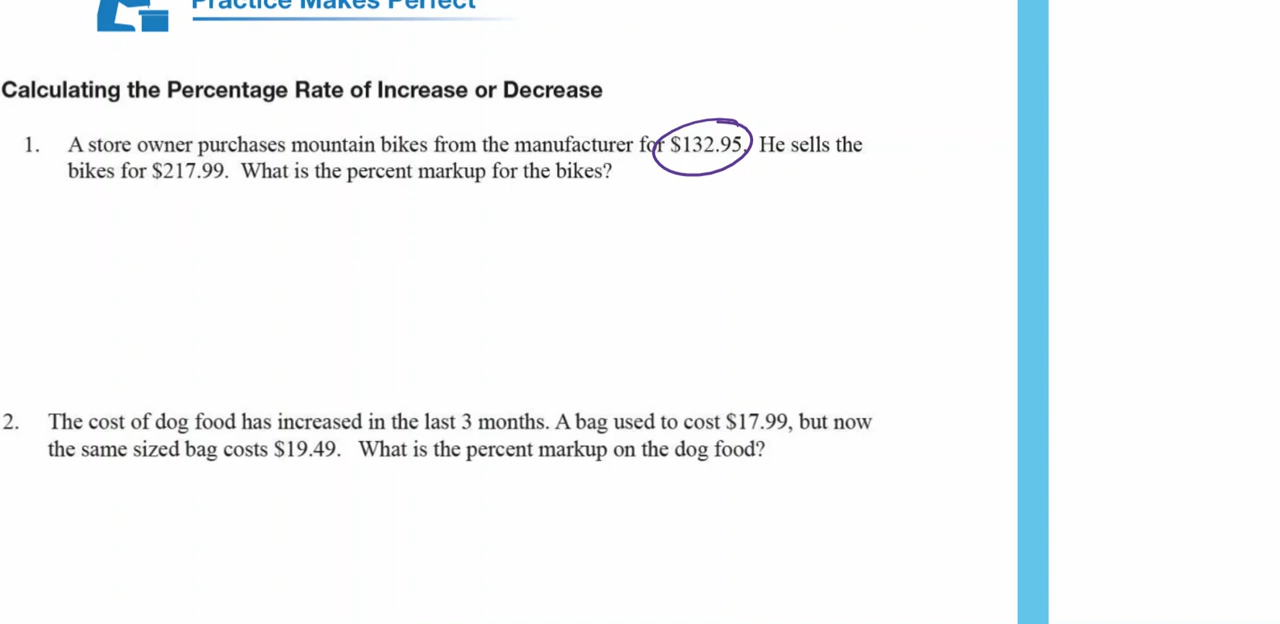 Practice Makes Perfect
Calculating the Percentage Rate of Increase or Decrease
1. A store owner purchases mountain bikes from the manufacturer for $132.95. He sells the
bikes for $217.99. What is the percent markup for the bikes?
2. The cost of dog food has increased in the last 3 months. A bag used to cost $17.99, but now
the same sized bag costs $19.49. What is the percent markup on the dog food?